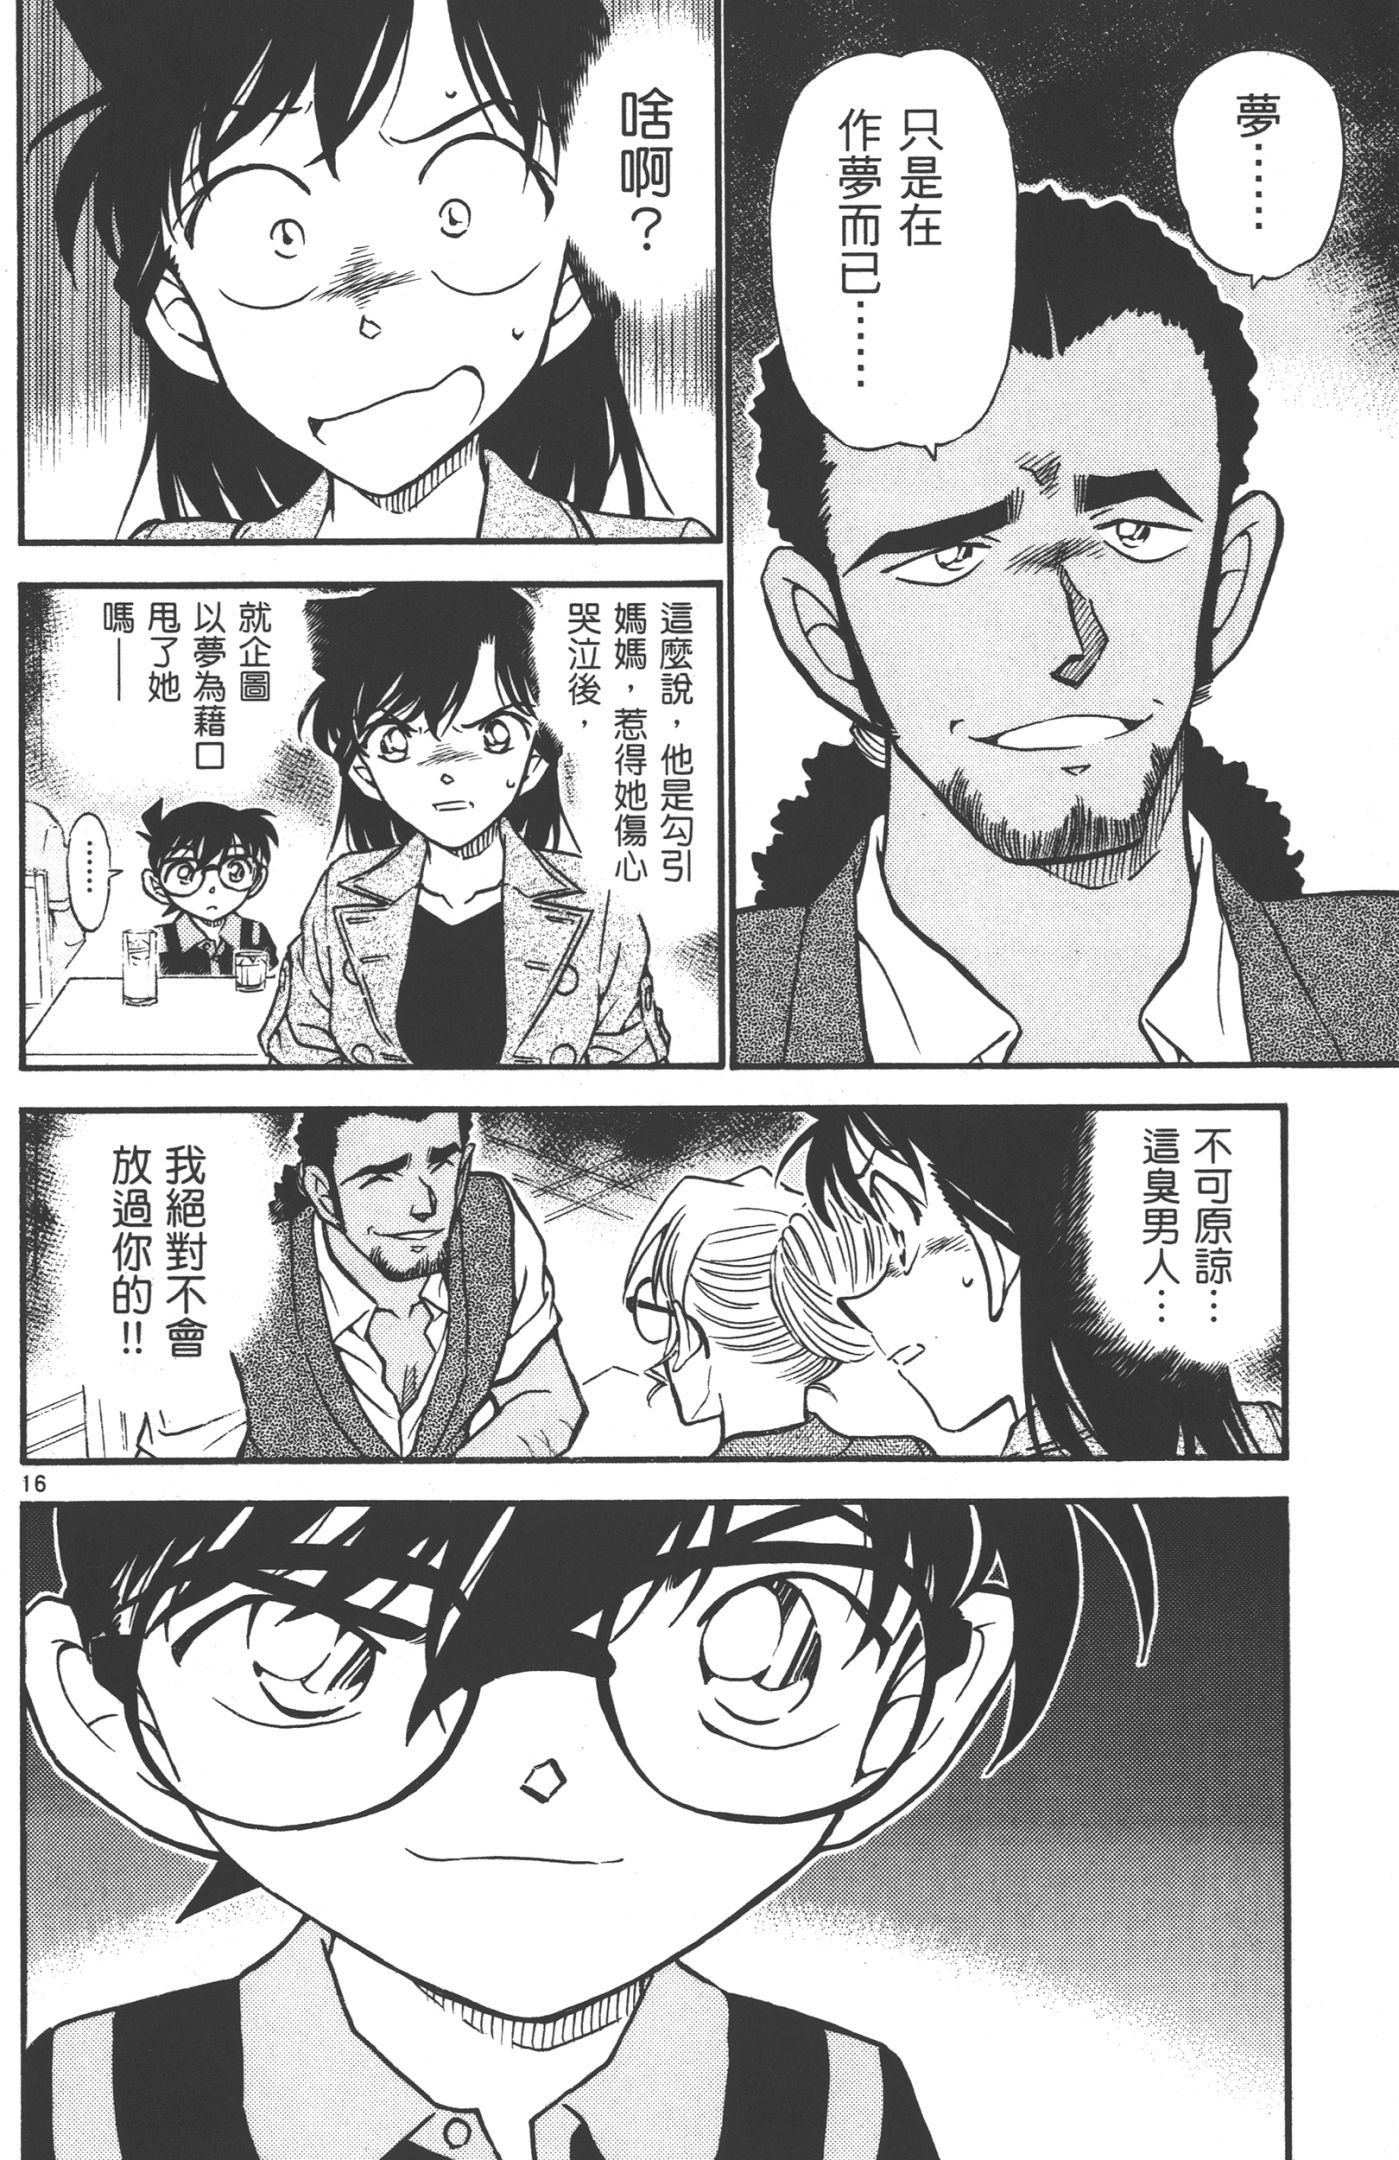 夢……
只是在
作夢而已……
啥啊？
這麼說，他是勾引
媽媽，惹得她傷心
哭泣後，
就企圖
以夢為藉口
甩了她
嗎——
……
不可原諒…
這臭男人…
我絕對不會
放過你的!!
16